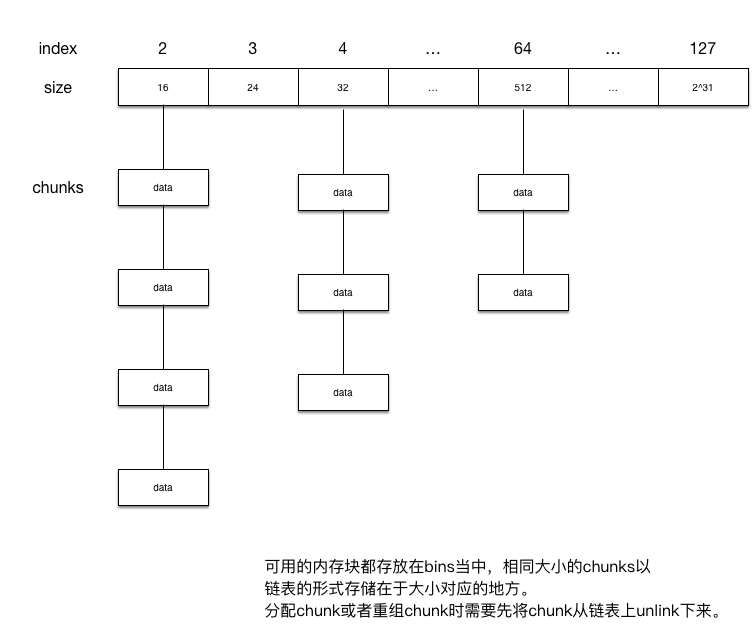 index 2 3 4 … 64 … 127
size 16 24 32 … 512 … 2^31
chunks data data data
data data data
data data
data
可用的内存块都存放在bins当中，相同大小的chunks以
链表的形式存储在于大小对应的地方。
分配chunk或者重组chunk时需要先将chunk从链表上unlink下来。